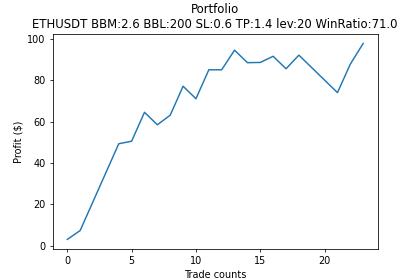 Portfolio
ETHUSDT BBM:2.6 BBL:200 SL:0.6 TP:1.4 lev:20 WinRatio:71.0
100
80
60
40
20
0
Profit ($)
0 5 10 15 20
Trade counts